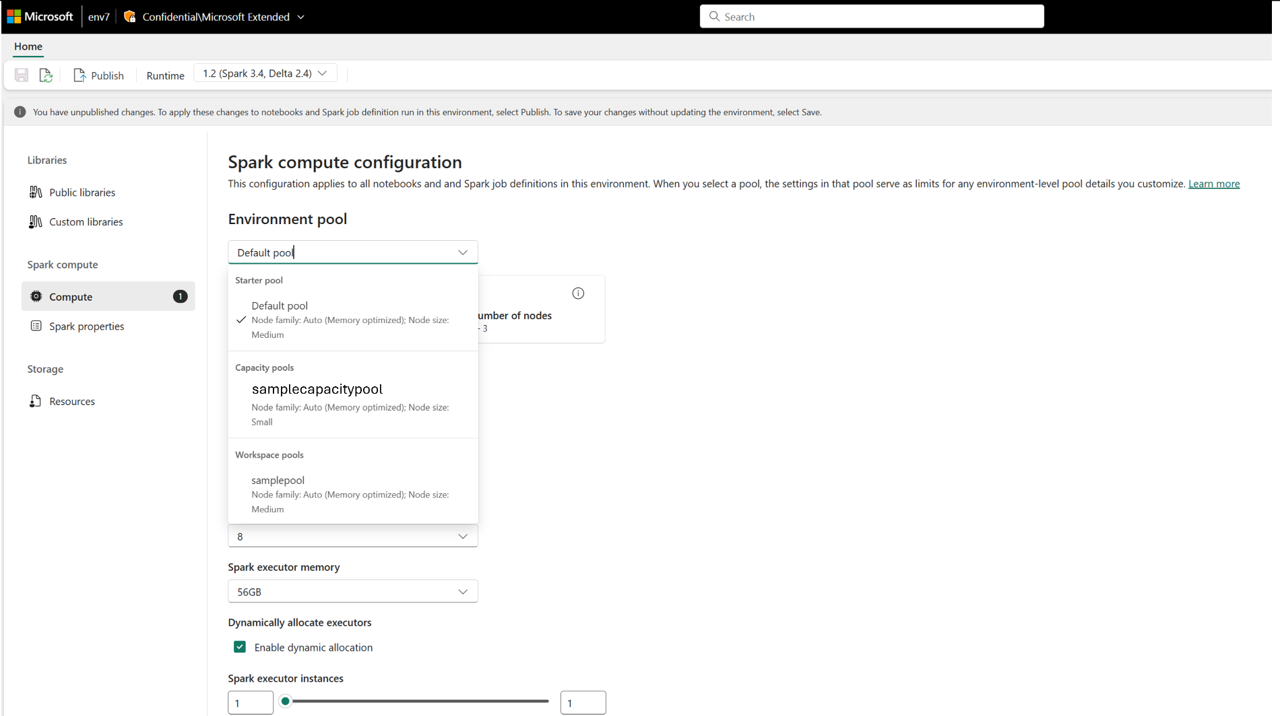 Microsoft env7 Confidential\Microsoft Extended Search
Home
Publish Runtime 1.2 (Spark 3.4, Delta 2.4)
You have unpublished changes. To apply these changes to notebooks and Spark job definition run in this environment, select Publish. To save your changes without updating the environment, select Save.
Libraries
Public libraries
Custom libraries
Spark compute
Compute 1
Spark properties
Storage
Resources
Spark compute configuration
This configuration applies to all notebooks and and Spark job definitions in this environment. When you select a pool, the settings in that pool serve as limits for any environment-level pool details you customize. Learn more
Environment pool
Default pool
Starter pool
Default pool
Node family: Auto (Memory optimized); Node size:
Medium
umber of nodes
- 3
Capacity pools
samplecapacitypool
Node family: Auto (Memory optimized); Node size:
Small
Workspace pools
samplepool
Node family: Auto (Memory optimized); Node size:
Medium
8
Spark executor memory
56GB
Dynamically allocate executors
Enable dynamic allocation
Spark executor instances
1 1